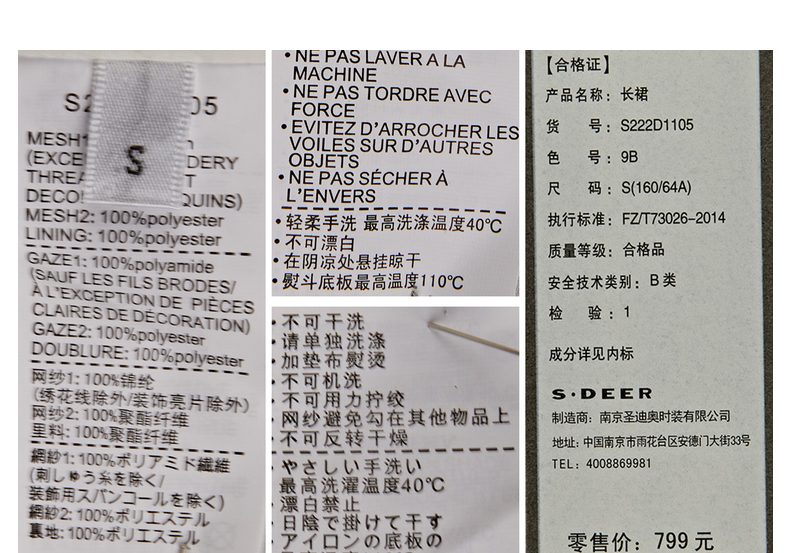 S2 05
S
MESH1
(EXCE DERY
THREA T
DECO QUINS)
MESH2: 100%polyester
LINING: 100%polyester
GAZE1: 100%polyamide
(SAUF LES FILS BRODES/
À L'EXCEPTION DE PIÈCES
CLAIRES DE DÉCORATION)
GAZE2: 100%polyester
DOUBLURE: 100%polyester
网纱1: 100%锦纶
(绣花线除外/装饰亮片除外)
网纱2: 100%聚酯纤维
里料: 100%聚酯纤维
網紗1: 100%ポリアミド繊維
(刺しゅう糸を除く/
装飾用スパンコールを除く)
網紗2: 100%ポリエステル
裏地: 100%ポリエステル
•NE PAS LAVER A LA
MACHINE
•NE PAS TORDRE AVEC
FORCE
•EVITEZ D'ARROCHER LES
VOILES SUR D'AUTRES
OBJETS
•NE PAS SÉCHER À
L'ENVERS
•轻柔手洗 最高洗涤温度40℃
•不可漂白
•在阴凉处悬挂晾干
•熨斗底板最高温度110℃
•不可干洗
•请单独洗涤
•加垫布熨烫
•不可机洗
•不可用力拧绞
•网纱避免勾在其他物品上
•不可反转干燥
•やさしい手洗い
最高洗濯温度40℃
•漂白禁止
•日陰で掛けて干す
•アイロンの底板の
【合格证】
产品名称: 长裙
货 号: S222D1105
色 号: 9B
尺 码: S(160/64A)
执行标准: FZ/T73026-2014
质量等级: 合格品
安全技术类别: B 类
检 验: 1
成分详见内标
S·DEER
制造商: 南京圣迪奥时装有限公司
地址: 中国南京市雨花台区安德门大街33号
TEL: 4008869981
零售价: 799 元